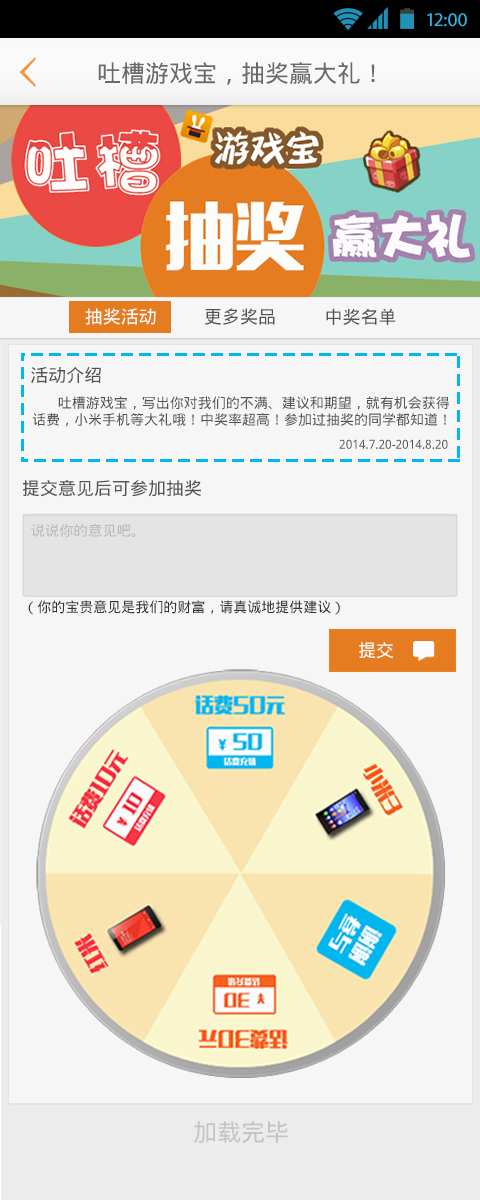 12:00
吐槽游戏宝，抽奖赢大礼！
吐槽
游戏宝
抽奖
赢大礼
抽奖活动
更多奖品
中奖名单
活动介绍
吐槽游戏宝，写出你对我们的不满、建议和期望，就有机会获得
话费，小米手机等大礼哦！中奖率超高！参加过抽奖的同学都知道！
2014.7.20-2014.8.20
提交意见后可参加抽奖
说说你的意见吧。
（你的宝贵意见是我们的财富，请真诚地提供建议）
提交
话费50元
¥ 50
话费充值
话费10元
¥ 10
话费充值
小米3
红米
谢谢
参与
话费充值
¥ 30
话费30元
加载完毕